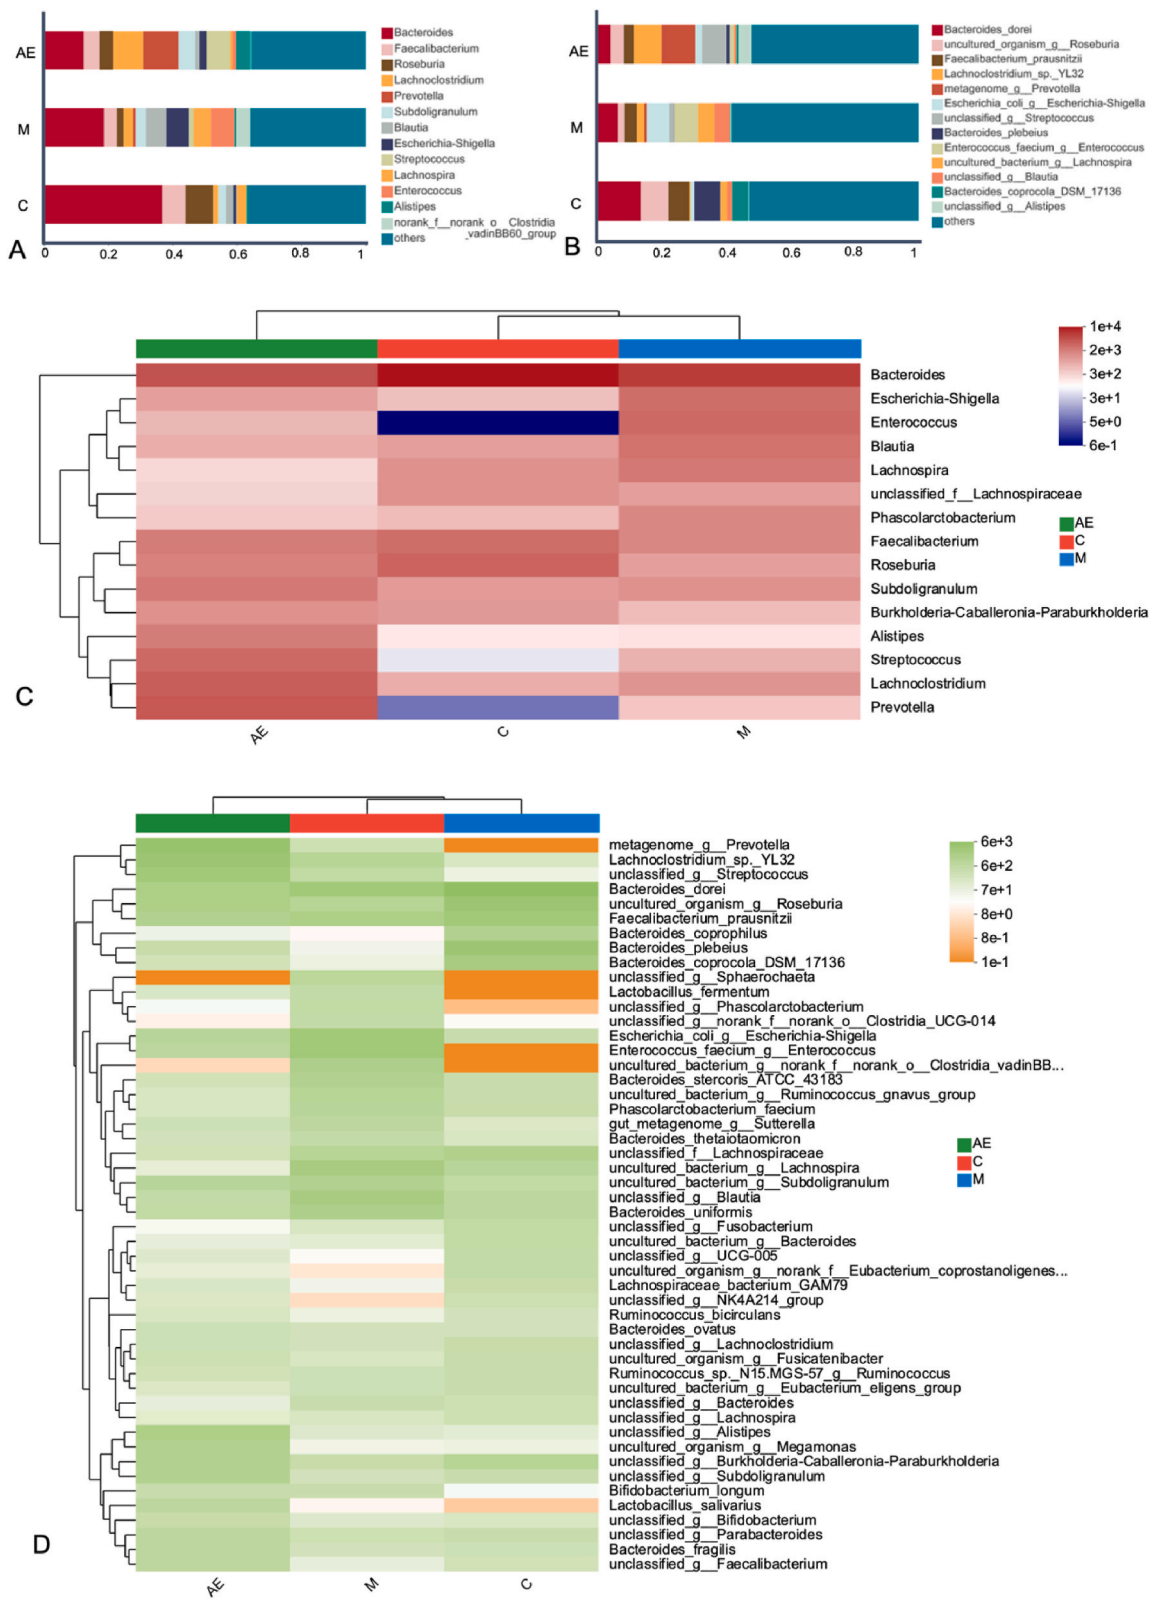 AE
M
C
0
0.2
0.4
0.6
0.8
1
A
Bacteroides
Faecalibacterium
Roseburia
Lachnoclostridium
Prevotella
Subdoligranulum
Blautia
Escherichia-Shigella
Streptococcus
Lachnospira
Enterococcus
Alistipes
norank_f__norank_o__Clostridia
_vadinBB60_group
others
AE
M
C
0
0.2
0.4
0.6
0.8
1
B
Bacteroides_dorei
uncultured_organism_g__Roseburia
Faecalibacterium_prausnitzii
Lachnoclostridium_sp._YL32
metagenome_g__Prevotella
Escherichia_coli_g__Escherichia-Shigella
unclassified_g__Streptococcus
Bacteroides_plebeius
Enterococcus_faecium_g__Enterococcus
uncultured_bacterium_g__Lachnospira
unclassified_g__Blautia
Bacteroides_coprocola_DSM_17136
unclassified_g__Alistipes
others
Bacteroides
Escherichia-Shigella
Enterococcus
Blautia
Lachnospira
unclassified_f__Lachnospiraceae
Phascolarctobacterium
Faecalibacterium
Roseburia
Subdoligranulum
Burkholderia-Caballeronia-Paraburkholderia
Alistipes
Streptococcus
Lachnoclostridium
Prevotella
1e+4
2e+3
3e+2
3e+1
5e+0
6e-1
AE
C
M
C
AE
C
M
metagenome_g__Prevotella
Lachnoclostridium_sp._YL32
unclassified_g__Streptococcus
Bacteroides_dorei
uncultured_organism_g__Roseburia
Faecalibacterium_prausnitzii
Bacteroides_coprophilus
Bacteroides_plebeius
Bacteroides_coprocola_DSM_17136
unclassified_g__Sphaerochaeta
Lactobacillus_fermentum
unclassified_g__Phascolarctobacterium
unclassified_g__norank_f__norank_o__Clostridia_UCG-014
Escherichia_coli_g__Escherichia-Shigella
Enterococcus_faecium_g__Enterococcus
uncultured_bacterium_g__norank_f__norank_o__Clostridia_vadinBB...
Bacteroides_stercoris_ATCC_43183
uncultured_bacterium_g__Ruminococcus_gnavus_group
Phascolarctobacterium_faecium
gut_metagenome_g__Sutterella
Bacteroides_thetaiotaomicron
unclassified_f__Lachnospiraceae
uncultured_bacterium_g__Lachnospira
uncultured_bacterium_g__Subdoligranulum
unclassified_g__Blautia
Bacteroides_uniformis
unclassified_g__Fusobacterium
uncultured_bacterium_g__Bacteroides
unclassified_g__UCG-005
uncultured_organism_g__norank_f__Eubacterium_coprostanoligenes...
Lachnospiraceae_bacterium_GAM79
unclassified_g__NK4A214_group
Ruminococcus_bicirculans
Bacteroides_ovatus
unclassified_g__Lachnoclostridium
uncultured_organism_g__Fusicatenibacter
Ruminococcus_sp._N15.MGS-57_g__Ruminococcus
uncultured_bacterium_g__Eubacterium_eligens_group
unclassified_g__Bacteroides
unclassified_g__Lachnospira
unclassified_g__Alistipes
uncultured_organism_g__Megamonas
unclassified_g__Burkholderia-Caballeronia-Paraburkholderia
unclassified_g__Subdoligranulum
Bifidobacterium_longum
Lactobacillus_salivarius
unclassified_g__Bifidobacterium
unclassified_g__Parabacteroides
Bacteroides_fragilis
unclassified_g__Faecalibacterium
6e+3
6e+2
7e+1
8e+0
8e-1
1e-1
AE
C
M
D
AE
M
C